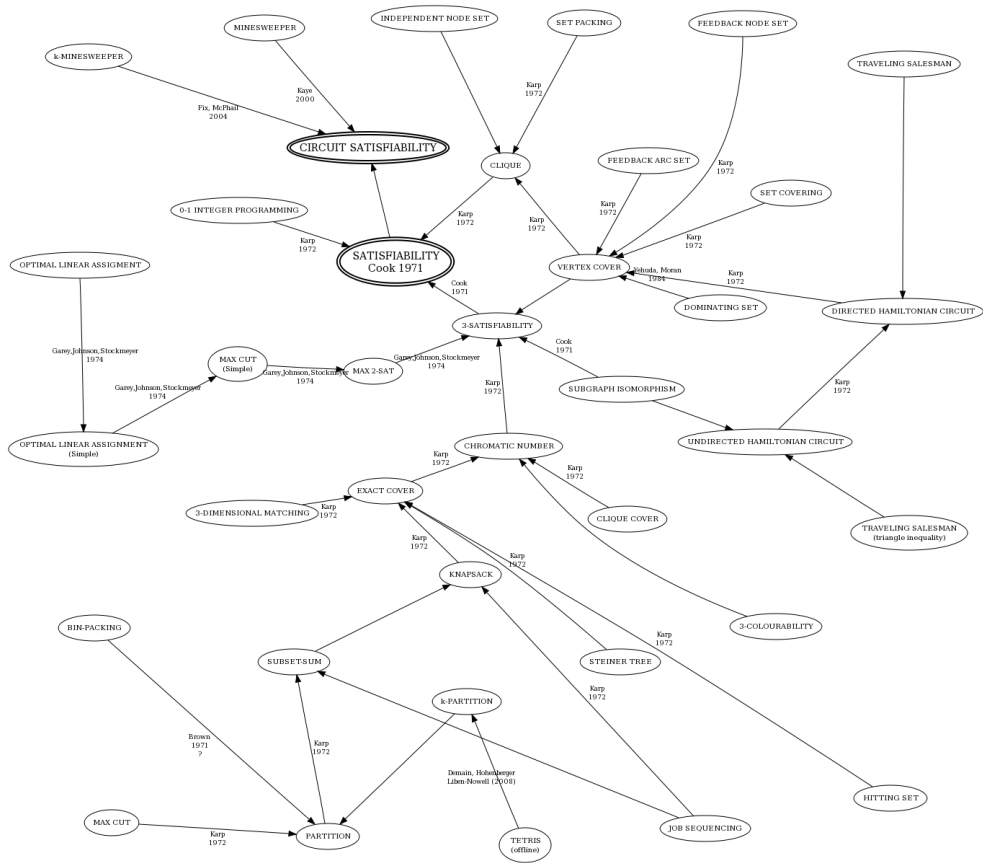 INDEPENDENT NODE SET
SET PACKING
FEEDBACK NODE SET
MINESWEEPER
k-MINESWEEPER
TRAVELING SALESMAN
Karp
1972
Kaye
2000
Fix, McPhail
2004
CIRCUIT SATISFIABILITY
CLIQUE
FEEDBACK ARC SET
Karp
1972
SET COVERING
0-1 INTEGER PROGRAMMING
Karp
1972
Karp
1972
Karp
1972
Karp
1972
Karp
1972
SATISFIABILITY
Cook 1971
OPTIMAL LINEAR ASSIGMENT
VERTEX COVER
Yehuda, Moran
1984
Karp
1972
Cook
1971
DOMINATING SET
DIRECTED HAMILTONIAN CIRCUIT
3-SATISFIABILITY
Garey,Johnson,Stockmeyer
1974
MAX CUT
(Simple)
Garey,Johnson,Stockmeyer
1974
MAX 2-SAT
Garey,Johnson,Stockmeyer
1974
Cook
1971
Garey,Johnson,Stockmeyer
1974
Karp
1972
SUBGRAPH ISOMORPHISM
Karp
1972
OPTIMAL LINEAR ASSIGNMENT
(Simple)
CHROMATIC NUMBER
UNDIRECTED HAMILTONIAN CIRCUIT
Karp
1972
Karp
1972
EXACT COVER
3-DIMENSIONAL MATCHING
Karp
1972
CLIQUE COVER
TRAVELING SALESMAN
(triangle inequality)
Karp
1972
Karp
1972
KNAPSACK
BIN-PACKING
3-COLOURABILITY
Karp
1972
SUBSET-SUM
STEINER TREE
k-PARTITION
Karp
1972
Brown
1971
?
Karp
1972
Demain, Hohenberger
Liben-Nowell (2008)
HITTING SET
MAX CUT
Karp
1972
PARTITION
JOB SEQUENCING
TETRIS
(offline)